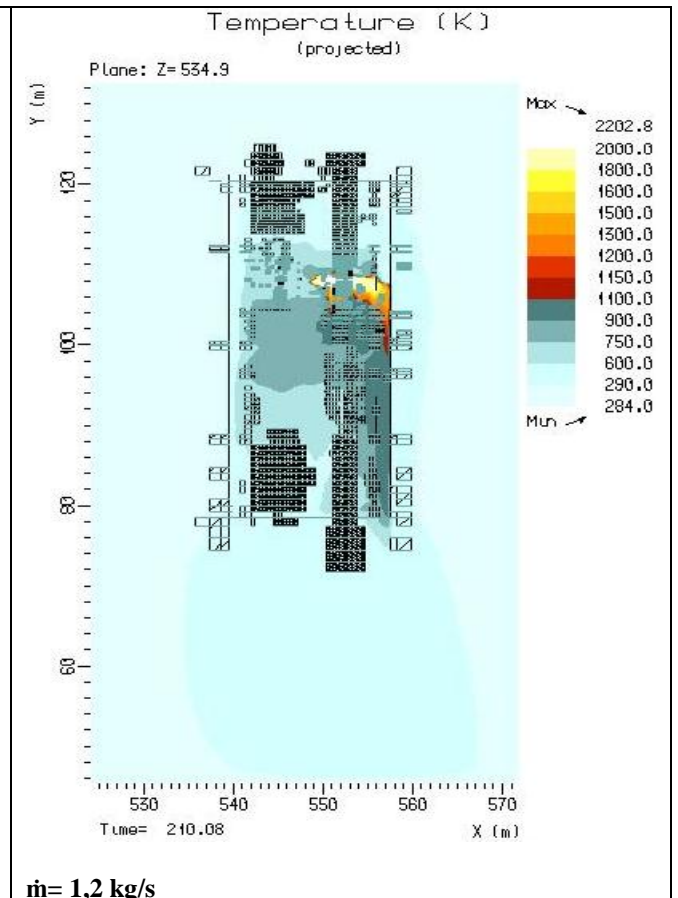 Temperature (K)
(projected)
Plane: Z= 534.9
Y (m)
120
100
80
60
530 540 550 560 570
Time= 210.08
X (m)
Max
2202.8
2000.0
1800.0
1600.0
1500.0
1300.0
1200.0
1150.0
1100.0
900.0
750.0
600.0
290.0
284.0
Min
ṁ= 1,2 kg/s